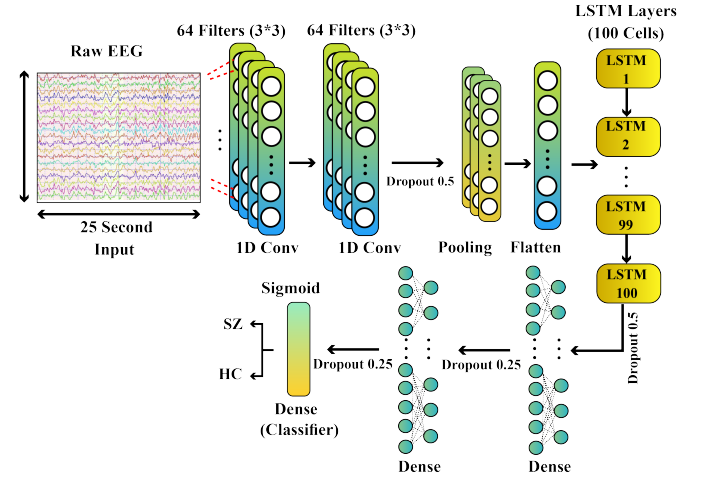 LSTM Layers
(100 Cells)
64 Filters (3*3)
64 Filters (3*3)
Raw EEG
LSTM
1
LSTM
2
Dropout 0.5
LSTM
99
25 Second
Input
1D Conv
1D Conv
Pooling
Flatten
LSTM
100
Sigmoid
SZ
HC
Dropout 0.25
Dropout 0.25
Dropout 0.5
Dense
(Classifier)
Dense
Dense